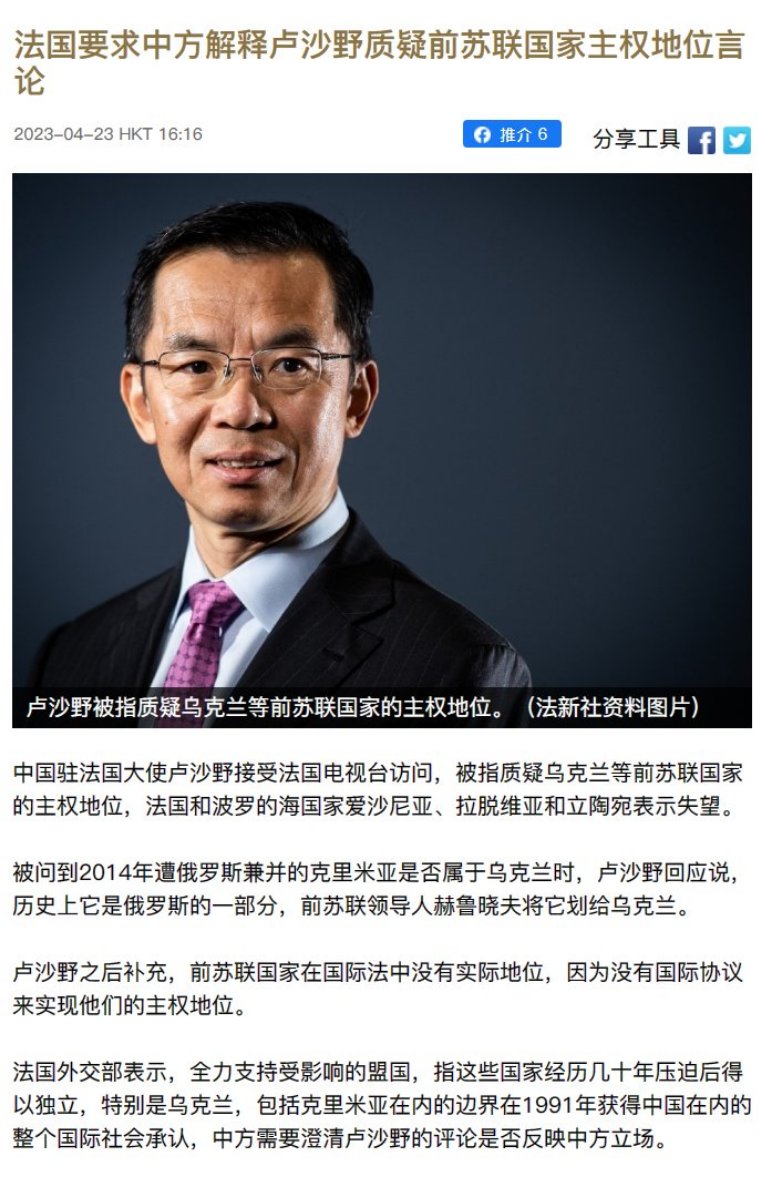 法国要求中方解释卢沙野质疑前苏联国家主权地位言
论
2023-04-23 HKT 16:16
推介 6
分享工具
卢沙野被指质疑乌克兰等前苏联国家的主权地位。（法新社资料图片）
中国驻法国大使卢沙野接受法国电视台访问，被指质疑乌克兰等前苏联国家
的主权地位，法国和波罗的海国家爱沙尼亚、拉脱维亚和立陶宛表示失望。
被问到2014年遭俄罗斯兼并的克里米亚是否属于乌克兰时，卢沙野回应说，
历史上它是俄罗斯的一部分，前苏联领导人赫鲁晓夫将它划给乌克兰。
卢沙野之后补充，前苏联国家在国际法中没有实际地位，因为没有国际协议
来实现他们的主权地位。
法国外交部表示，全力支持受影响的盟国，指这些国家经历几十年压迫后得
以独立，特别是乌克兰，包括克里米亚在内的边界在1991年获得中国在内的
整个国际社会承认，中方需要澄清卢沙野的评论是否反映中方立场。